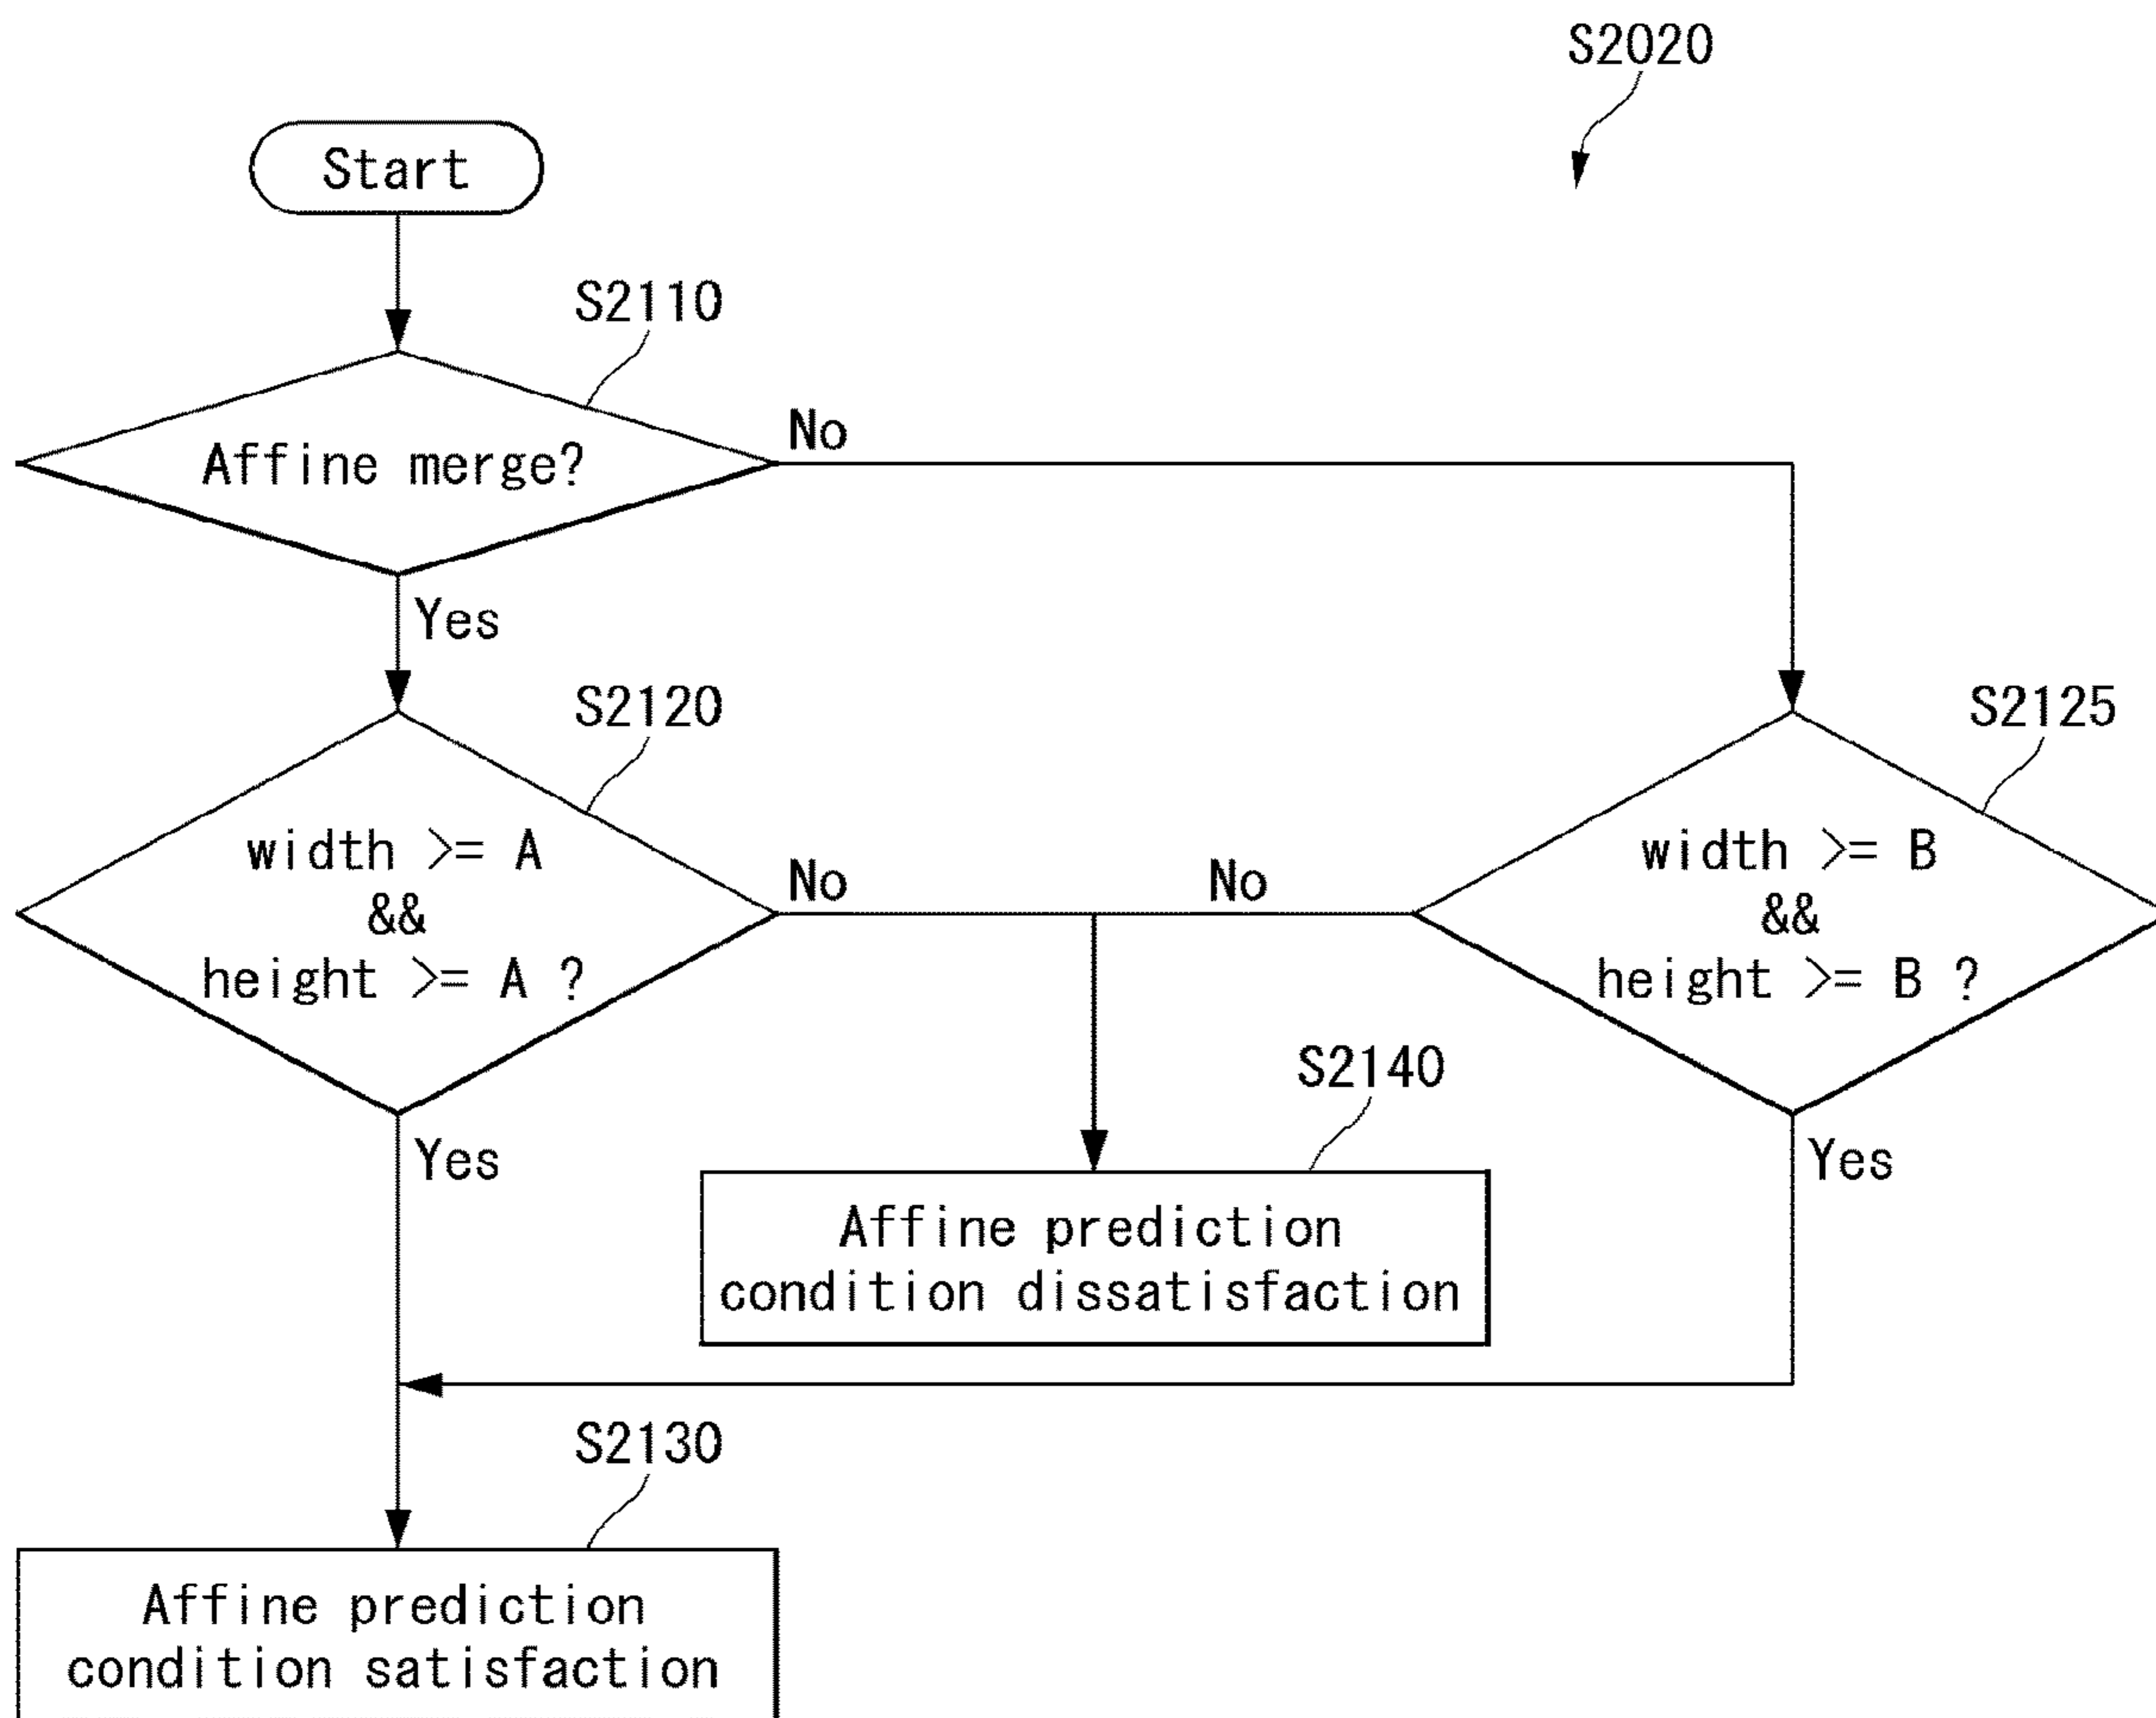 S2020
Start
S2110
Affine merge?
No
Yes
S2120
S2125
width >= A
&&
height >= A ?
No
No
width >= B
&&
height >= B ?
S2140
Yes
Yes
Affine prediction
condition dissatisfaction
S2130
Affine prediction
condition satisfaction